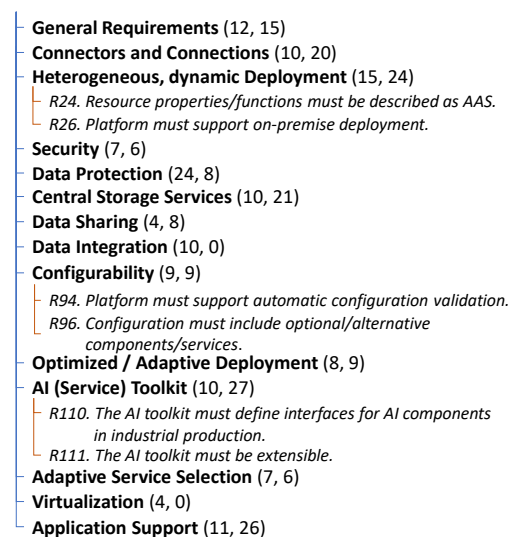 General Requirements (12, 15)
Connectors and Connections (10, 20)
Heterogeneous, dynamic Deployment (15, 24)
R24. Resource properties/functions must be described as AAS.
R26. Platform must support on-premise deployment.
Security (7, 6)
Data Protection (24, 8)
Central Storage Services (10, 21)
Data Sharing (4, 8)
Data Integration (10, 0)
Configurability (9, 9)
R94. Platform must support automatic configuration validation.
R96. Configuration must include optional/alternative
components/services.
Optimized / Adaptive Deployment (8, 9)
AI (Service) Toolkit (10, 27)
R110. The AI toolkit must define interfaces for AI components
in industrial production.
R111. The AI toolkit must be extensible.
Adaptive Service Selection (7, 6)
Virtualization (4, 0)
Application Support (11, 26)